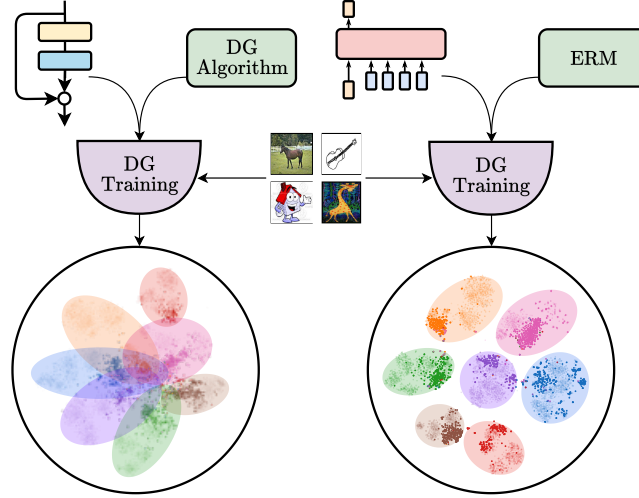 DG
Algorithm
ERM
DG
Training
DG
Training